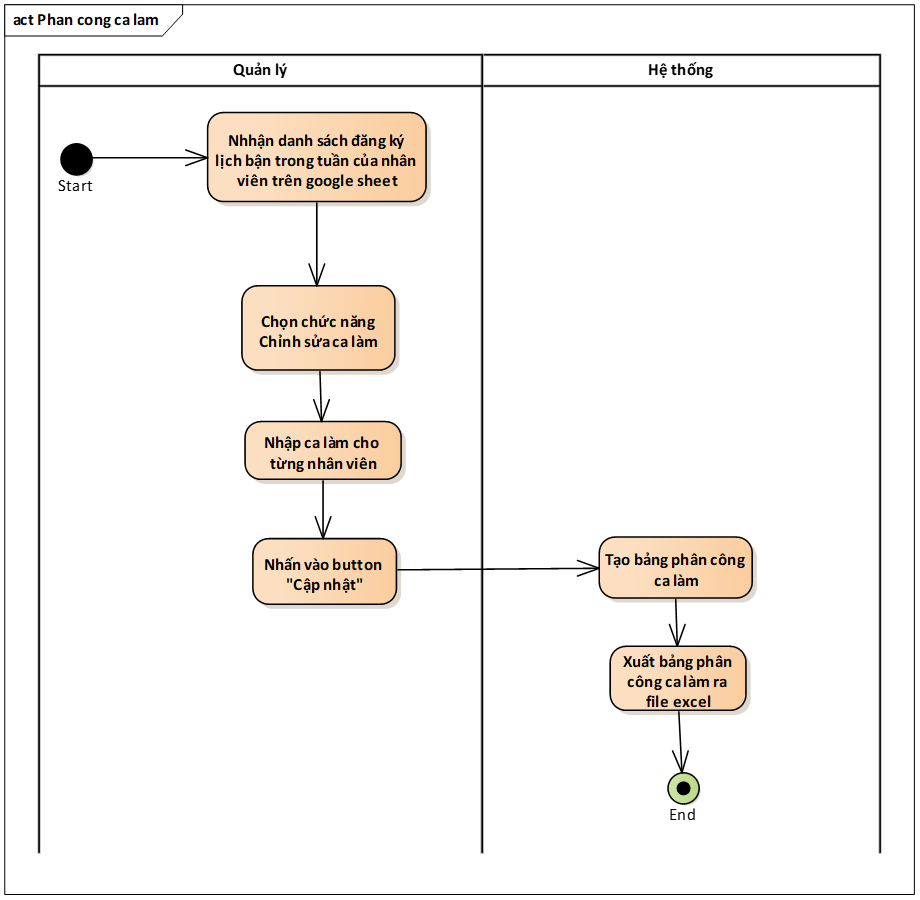 act Phan cong ca lam
Quản lý
Hệ thống
Start
Nhhận danh sách đăng ký
lịch bận trong tuần của nhân
viên trên google sheet
Chọn chức năng
Chỉnh sửa ca làm
Nhập ca làm cho
từng nhân viên
Nhấn vào button
"Cập nhật"
Tạo bảng phân công
ca làm
Xuất bảng phân
công ca làm ra
file excel
End